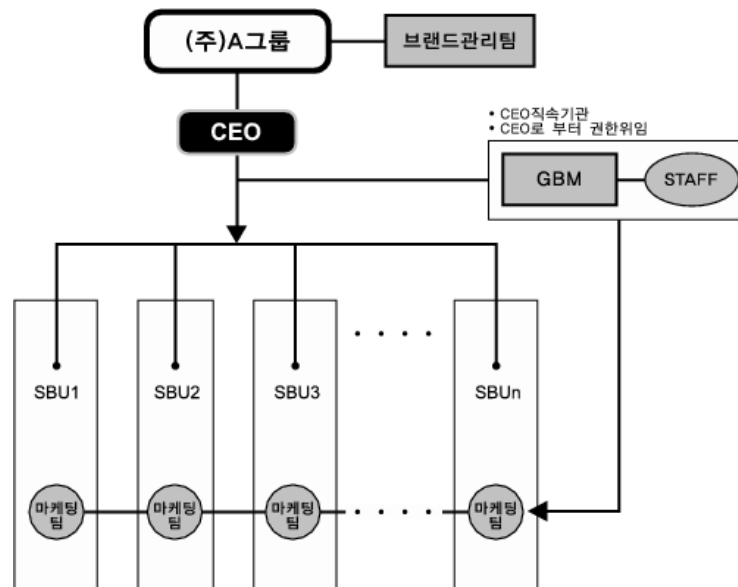 (주)A그룹
브랜드관리팀
CEO
• CEO직속기관
• CEO로 부터 권한위임
GBM
STAFF
SBU1
SBU2
SBU3
SBUn
마케팅
팀
마케팅
팀
마케팅
팀
마케팅
팀